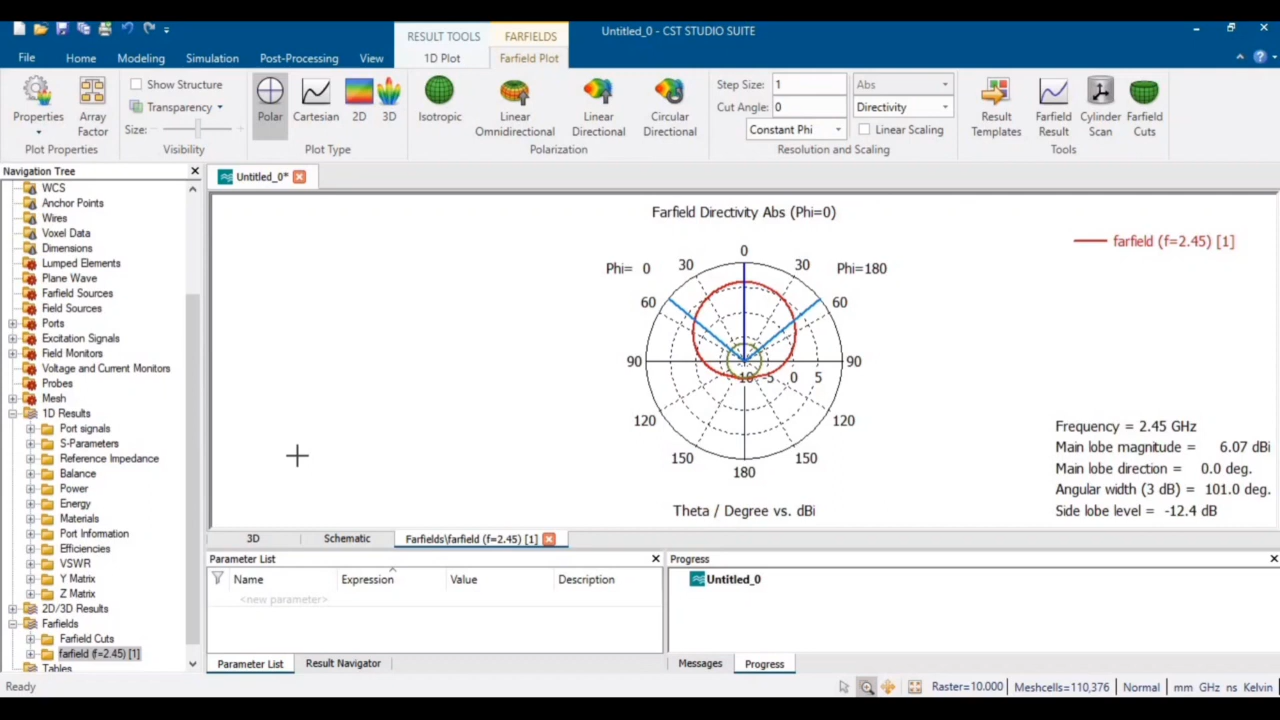 RESULT TOOLS FARFIELDS Untitled_0 - CST STUDIO SUITE
File Home Modeling Simulation Post-Processing View 1D Plot Farfield Plot
Properties
Array Factor
Show Structure
Transparency
Size:
Polar Cartesian 2D 3D
Isotropic
Linear Omnidirectional
Linear Directional
Circular Directional
Step Size: 1 Abs
Cut Angle: 0 Directivity
Constant Phi Linear Scaling
Result Templates
Farfield Result
Cylinder Scan
Farfield Cuts
Plot Properties Visibility Plot Type Polarization Resolution and Scaling Tools
Navigation Tree
WCS
Anchor Points
Wires
Voxel Data
Dimensions
Lumped Elements
Plane Wave
Farfield Sources
Field Sources
Ports
Excitation Signals
Field Monitors
Voltage and Current Monitors
Probes
Mesh
1D Results
Port signals
S-Parameters
Reference Impedance
Balance
Power
Energy
Materials
Port Information
Efficiencies
VSWR
Y Matrix
Z Matrix
2D/3D Results
Farfields
Farfield Cuts
farfield (f=2.45) [1]
Tables
Untitled_0*
Farfield Directivity Abs (Phi=0)
farfield (f=2.45) [1]
0
Phi= 0 30 30 Phi=180
60 60
90 90
-10 -5 0 5
120 120
150 150
180
Theta / Degree vs. dBi
Frequency = 2.45 GHz
Main lobe magnitude = 6.07 dBi
Main lobe direction = 0.0 deg.
Angular width (3 dB) = 101.0 deg.
Side lobe level = -12.4 dB
3D Schematic Farfields\farfield (f=2.45) [1]
Parameter List
Name Expression Value Description
<new parameter>
Parameter List Result Navigator
Progress
Untitled_0
Messages Progress
Ready Raster=10.000 Meshcells=110,376 Normal mm GHz ns Kelvin